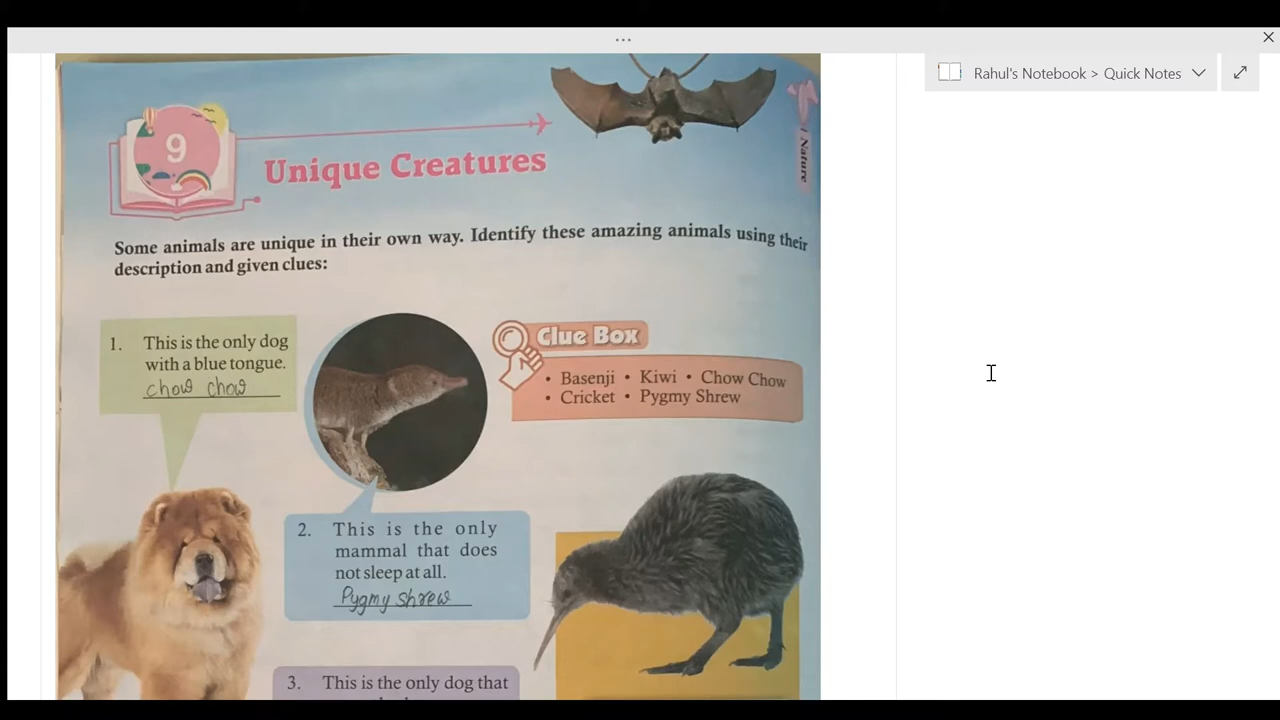 ...
Rahul's Notebook > Quick Notes
9
Unique Creatures
Nature
Some animals are unique in their own way. Identify these amazing animals using their
description and given clues:
1. This is the only dog
with a blue tongue.
chow chow
Clue Box
• Basenji • Kiwi • Chow Chow
• Cricket • Pygmy Shrew
2. This is the only
mammal that does
not sleep at all.
Pygmy shrew
3. This is the only dog that